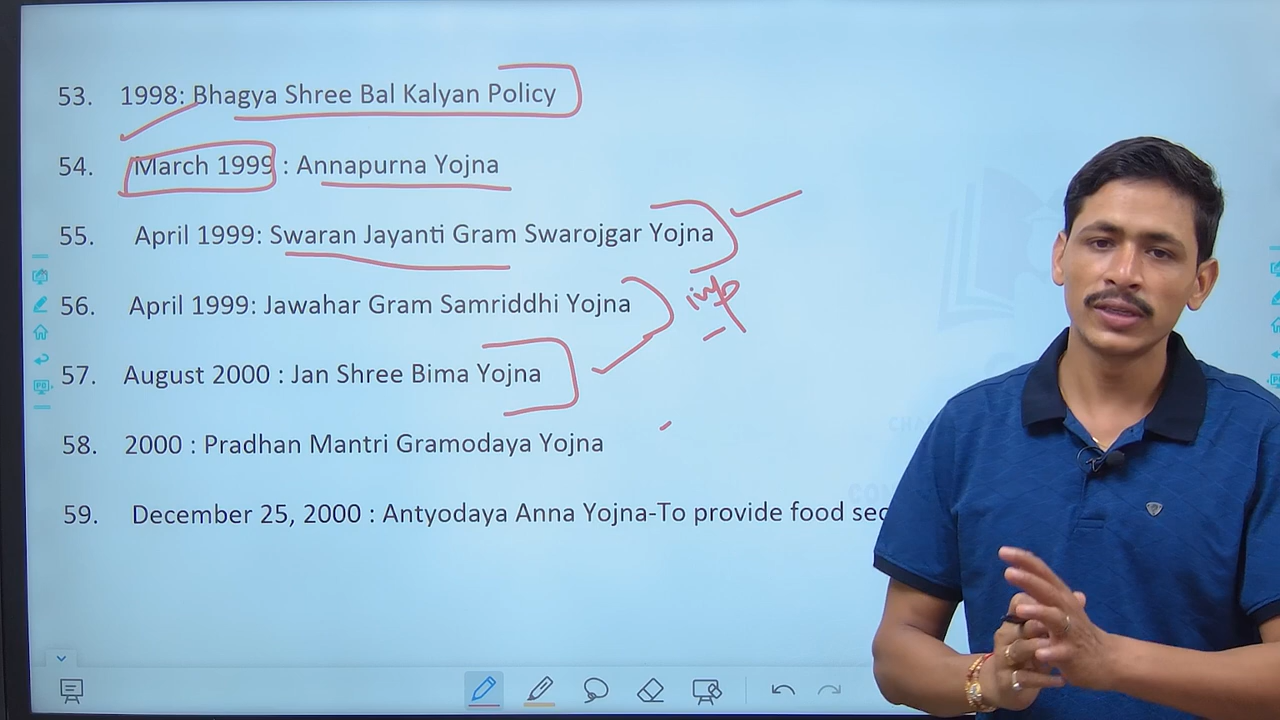 53. 1998: Bhagya Shree Bal Kalyan Policy
54. March 1999 : Annapurna Yojna
55. April 1999: Swaran Jayanti Gram Swarojgar Yojna
56. April 1999: Jawahar Gram Samriddhi Yojna
imp
57. August 2000 : Jan Shree Bima Yojna
58. 2000 : Pradhan Mantri Gramodaya Yojna
59. December 25, 2000 : Antyodaya Anna Yojna-To provide food sec